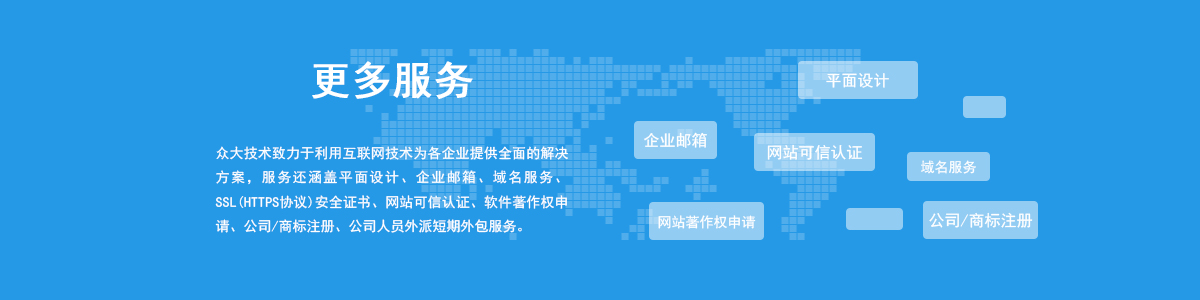 更多服务
众大技术致力于利用互联网技术为各企业提供全面的解决
方案，服务还涵盖平面设计、企业邮箱、域名服务、
SSL(HTTPS协议)安全证书、网站可信认证、软件著作权申
请、公司/商标注册、公司人员外派短期外包服务。
平面设计
企业邮箱
网站可信认证
域名服务
网站著作权申请
公司/商标注册